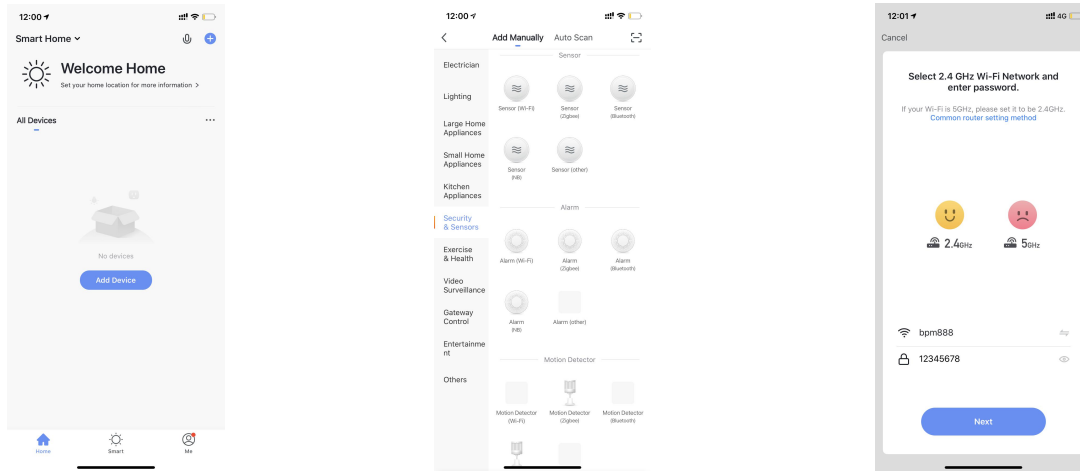 12:00
Smart Home
Welcome Home
Set your home location for more information >
All Devices
...
No devices
Add Device
Home
Smart
Me
12:00
Add Manually Auto Scan
Electrician
Lighting
Large Home
Appliances
Small Home
Appliances
Kitchen
Appliances
Security
& Sensors
Exercise
& Health
Video
Surveillance
Gateway
Control
Entertainme
nt
Others
Sensor
Sensor (Wi-Fi)
Sensor
(Zigbee)
Sensor
(Bluetooth)
Sensor
(NB)
Sensor (other)
Alarm
Alarm (Wi-Fi)
Alarm
(Zigbee)
Alarm
(Bluetooth)
Alarm
(NB)
Alarm (other)
Motion Detector
Motion Detector
(Wi-Fi)
Motion Detector
(Zigbee)
Motion Detector
(Bluetooth)
12:01
4G
Cancel
Select 2.4 GHz Wi-Fi Network and
enter password.
If your Wi-Fi is 5GHz, please set it to be 2.4GHz.
Common router setting method
2.4GHz
5GHz
bpm888
12345678
Next